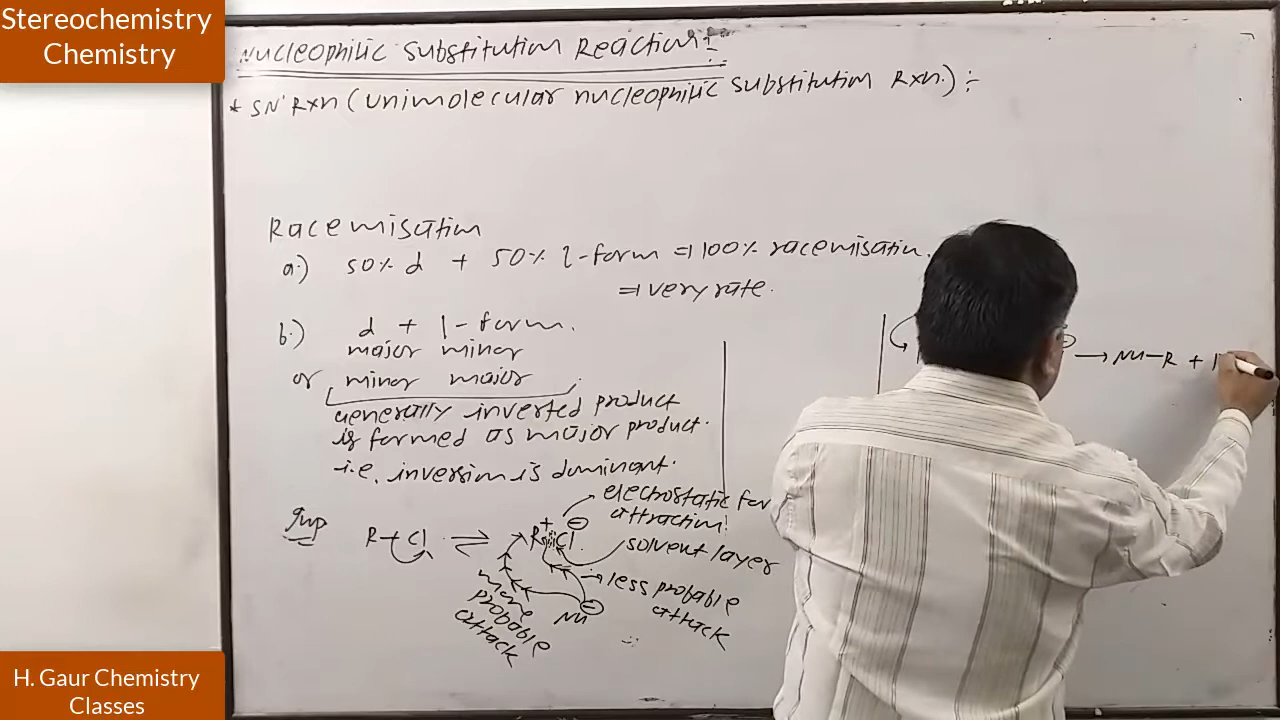 Stereochemistry
Chemistry
Nucleophilic Substitution Reaction :-
* SN¹ Rxn (unimolecular nucleophilic substitution Rxn.) ÷
Racemisation
a.) 50% d + 50% l-form ⇒ 100% racemisation.
⇒ very rate.
b.) d + l-form.
major minor
or minor major
Generally inverted product
is formed as major product.
i.e. inversion is dominant.
electrostatic for
attraction!
Imp R-Cl ⇌ R⁺ Cl ⊖
solvent layer
less probable
attack
more
probable
attack
Nu ⊖
⊖ → Nu-R +
H. Gaur Chemistry
Classes